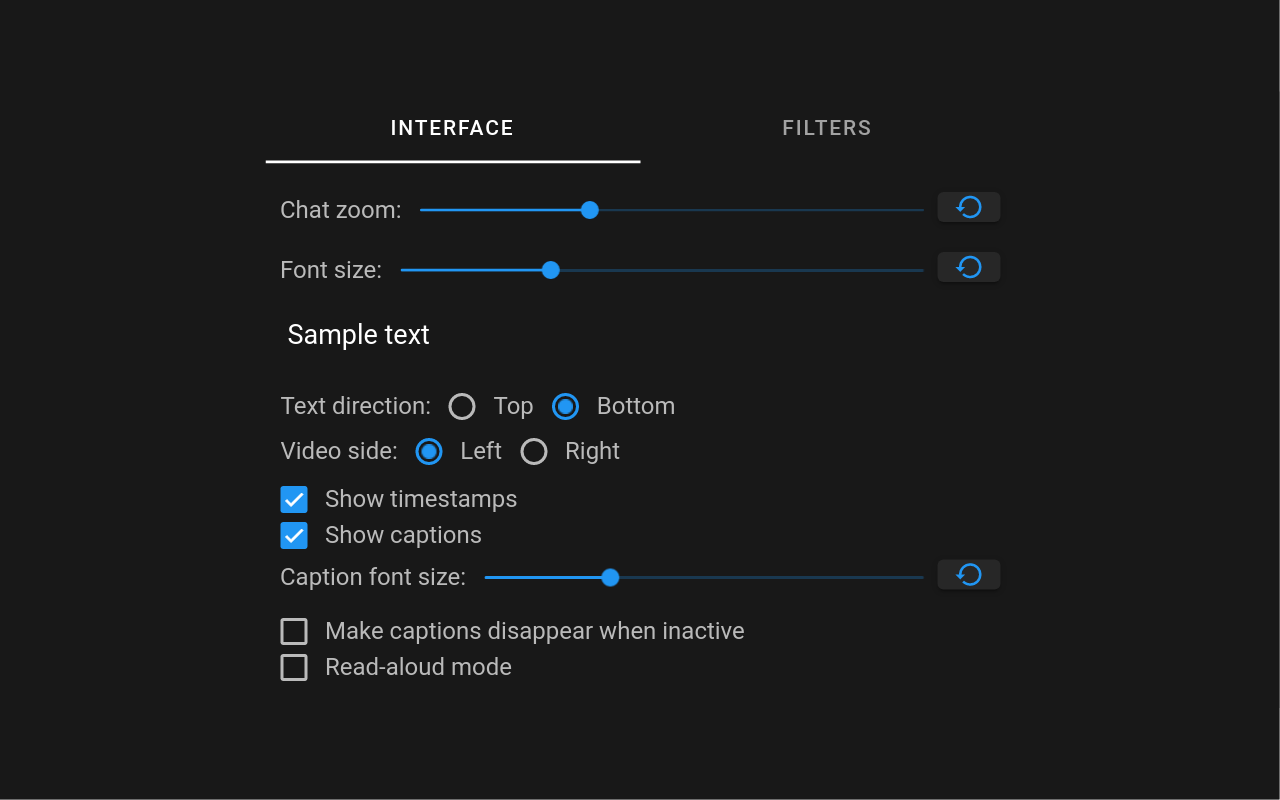 INTERFACE FILTERS
Chat zoom:
Font size:
Sample text
Text direction: Top Bottom
Video side: Left Right
Show timestamps
Show captions
Caption font size:
Make captions disappear when inactive
Read-aloud mode